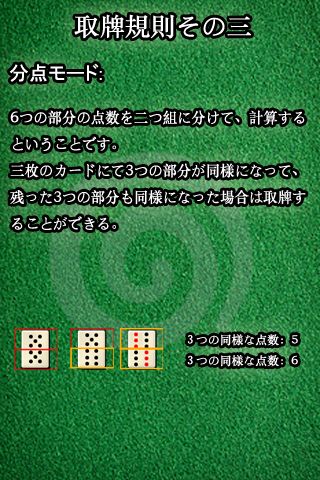 取牌規則その三
分点モード:
6つの部分の点数を二つ組に分けて、計算する
ということです。
三枚のカードにて3つの部分が同様になって、
残った3つの部分も同様になった場合は取牌す
ることができる。
3つの同様な点数: 5
3つの同様な点数: 6